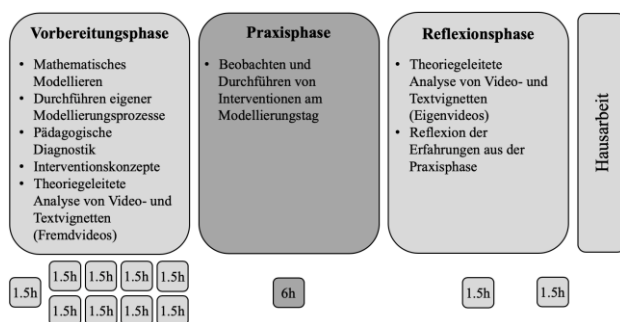 Vorbereitungsphase
• Mathematisches
Modellieren
• Durchführen eigener
Modellierungsprozesse
• Pädagogische
Diagnostik
• Interventionskonzepte
• Theoriegeleitete
Analyse von Video- und
Textvignetten
(Fremdvideos)
Praxisphase
• Beobachten und
Durchführen von
Interventionen am
Modellierungstag
Reflexionsphase
• Theoriegeleitete
Analyse von Video- und
Textvignetten
(Eigenvideos)
• Reflexion der
Erfahrungen aus der
Praxisphase
Hausarbeit
1.5h
1.5h 1.5h 1.5h 1.5h
1.5h 1.5h 1.5h 1.5h
6h
1.5h
1.5h